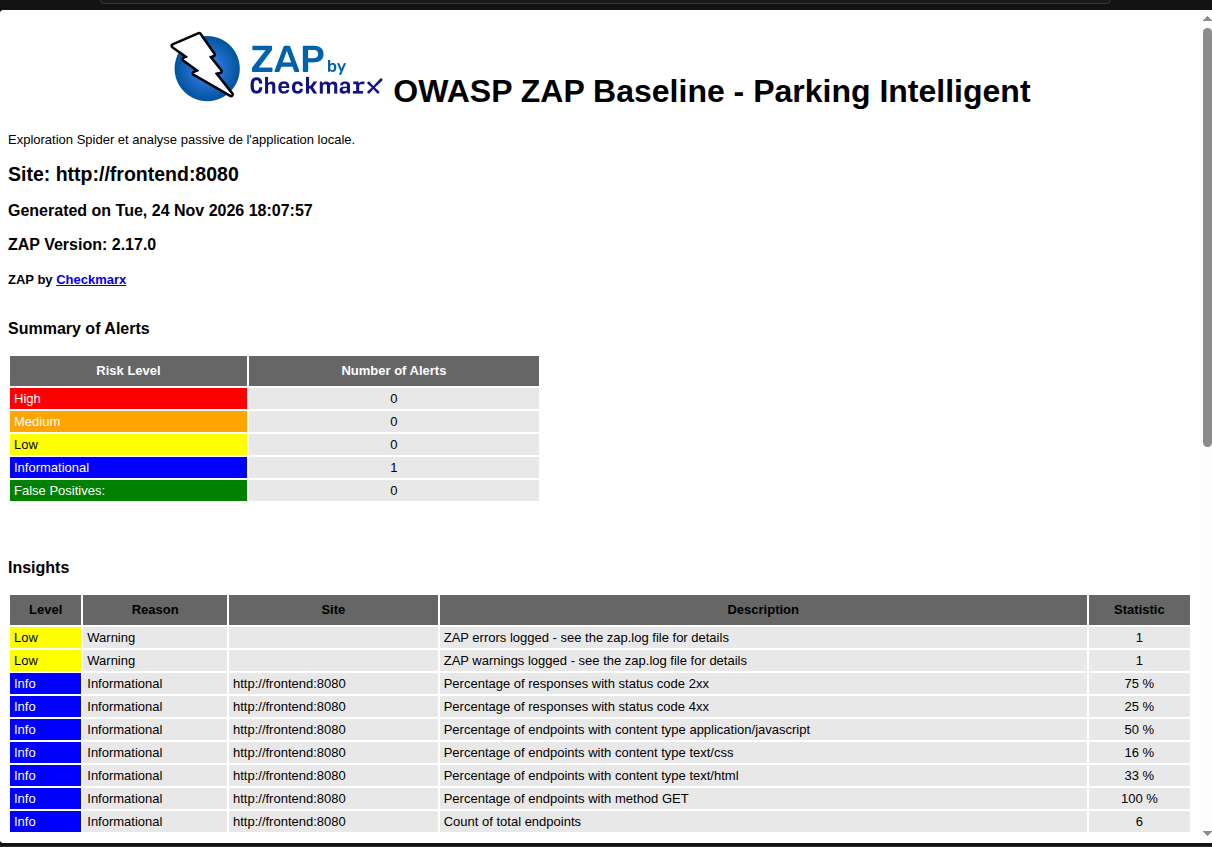 ZAP by
Checkmarx
OWASP ZAP Baseline - Parking Intelligent
Exploration Spider et analyse passive de l'application locale.
Site: http://frontend:8080
Generated on Tue, 24 Nov 2026 18:07:57
ZAP Version: 2.17.0
ZAP by Checkmarx
Summary of Alerts
Risk Level Number of Alerts
High 0
Medium 0
Low 0
Informational 1
False Positives: 0
Insights
Level Reason Site Description Statistic
Low Warning ZAP errors logged - see the zap.log file for details 1
Low Warning ZAP warnings logged - see the zap.log file for details 1
Info Informational http://frontend:8080 Percentage of responses with status code 2xx 75 %
Info Informational http://frontend:8080 Percentage of responses with status code 4xx 25 %
Info Informational http://frontend:8080 Percentage of endpoints with content type application/javascript 50 %
Info Informational http://frontend:8080 Percentage of endpoints with content type text/css 16 %
Info Informational http://frontend:8080 Percentage of endpoints with content type text/html 33 %
Info Informational http://frontend:8080 Percentage of endpoints with method GET 100 %
Info Informational http://frontend:8080 Count of total endpoints 6